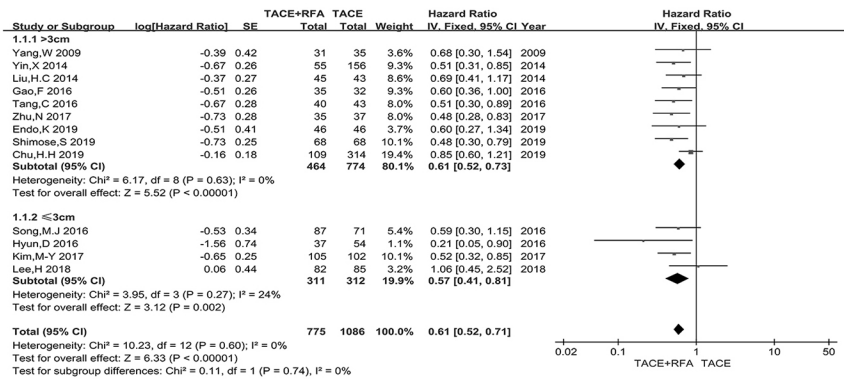 TACE+RFA TACE Hazard Ratio Hazard Ratio
Study or Subgroup log[Hazard Ratio] SE Total Total Weight IV. Fixed. 95% CI Year IV. Fixed. 95% CI
1.1.1 >3cm
Yang,W 2009 -0.39 0.42 31 35 3.6% 0.68 [0.30, 1.54] 2009
Yin,X 2014 -0.67 0.26 55 156 9.3% 0.51 [0.31, 0.85] 2014
Liu,H.C 2014 -0.37 0.27 45 43 8.6% 0.69 [0.41, 1.17] 2014
Gao,F 2016 -0.51 0.26 35 32 9.3% 0.60 [0.36, 1.00] 2016
Tang,C 2016 -0.67 0.28 40 43 8.0% 0.51 [0.30, 0.89] 2016
Zhu,N 2017 -0.73 0.28 35 37 8.0% 0.48 [0.28, 0.83] 2017
Endo,K 2019 -0.51 0.41 46 46 3.7% 0.60 [0.27, 1.34] 2019
Shimose,S 2019 -0.73 0.25 68 68 10.1% 0.48 [0.30, 0.79] 2019
Chu,H.H 2019 -0.16 0.18 109 314 19.4% 0.85 [0.60, 1.21] 2019
Subtotal (95% CI) 464 774 80.1% 0.61 [0.52, 0.73]
Heterogeneity: Chi² = 6.17, df = 8 (P = 0.63); I² = 0%
Test for overall effect: Z = 5.52 (P < 0.00001)
1.1.2 ≤3cm
Song,M.J 2016 -0.53 0.34 87 71 5.4% 0.59 [0.30, 1.15] 2016
Hyun,D 2016 -1.56 0.74 37 54 1.1% 0.21 [0.05, 0.90] 2016
Kim,M-Y 2017 -0.65 0.25 105 102 10.1% 0.52 [0.32, 0.85] 2017
Lee,H 2018 0.06 0.44 82 85 3.2% 1.06 [0.45, 2.52] 2018
Subtotal (95% CI) 311 312 19.9% 0.57 [0.41, 0.81]
Heterogeneity: Chi² = 3.95, df = 3 (P = 0.27); I² = 24%
Test for overall effect: Z = 3.12 (P = 0.002)
Total (95% CI) 775 1086 100.0% 0.61 [0.52, 0.71]
Heterogeneity: Chi² = 10.23, df = 12 (P = 0.60); I² = 0%
Test for overall effect: Z = 6.33 (P < 0.00001)
Test for subgroup differences: Chi² = 0.11, df = 1 (P = 0.74), I² = 0%
0.02 0.1 1 10 50
TACE+RFA TACE